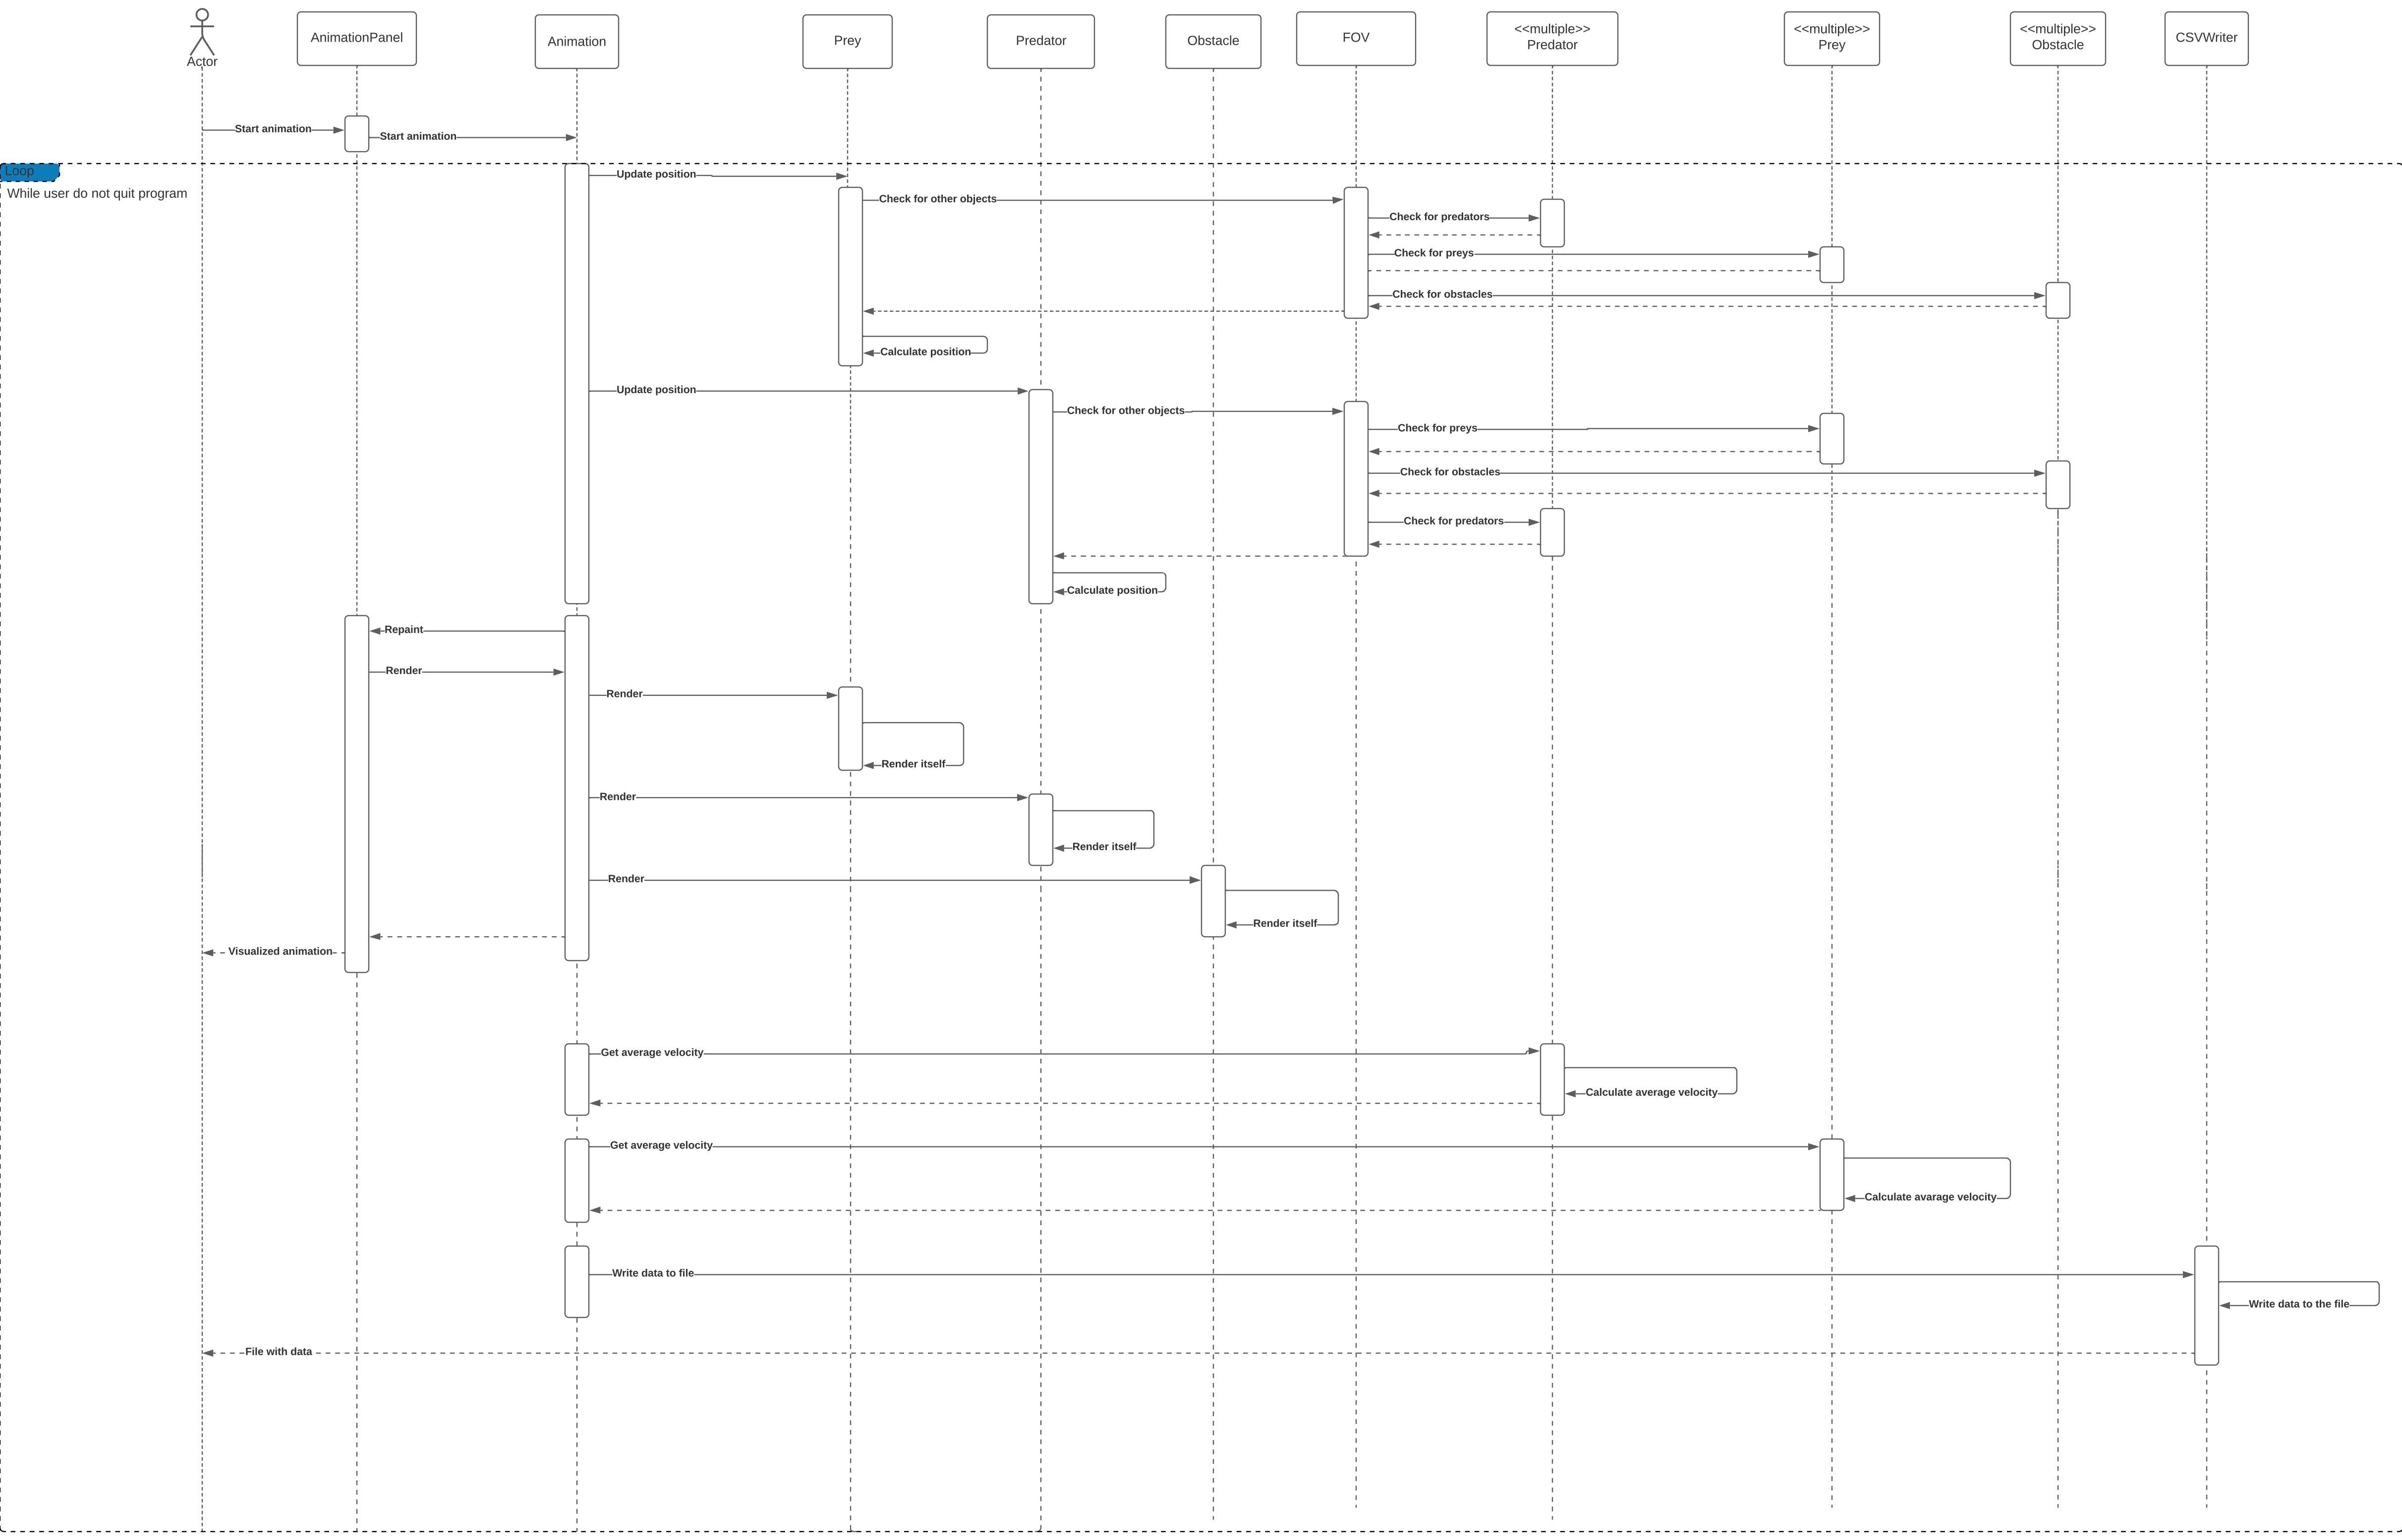 Actor
AnimationPanel
Animation
Prey
Predator
Obstacle
FOV
<<multiple>>
Predator
<<multiple>>
Prey
<<multiple>>
Obstacle
CSVWriter
Start animation
Start animation
Loop
While user do not quit program
Update position
Check for other objects
Check for predators
Check for preys
Check for obstacles
Calculate position
Update position
Check for other objects
Check for preys
Check for obstacles
Check for predators
Calculate position
Repaint
Render
Render
Render itself
Render
Render itself
Render
Render itself
Visualized animation
Get average velocity
Calculate average velocity
Get average velocity
Calculate avarage velocity
Write data to file
Write data to the file
File with data